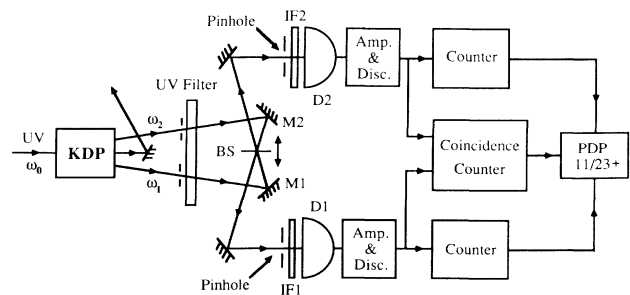 IF2
Pinhole
Amp.
&
Disc.
Counter
D2
UV Filter
UV
ω₀
KDP
ω₂
ω₁
M2
BS
M1
Coincidence
Counter
PDP
11/23+
D1
Amp.
&
Disc.
Counter
Pinhole
IF1